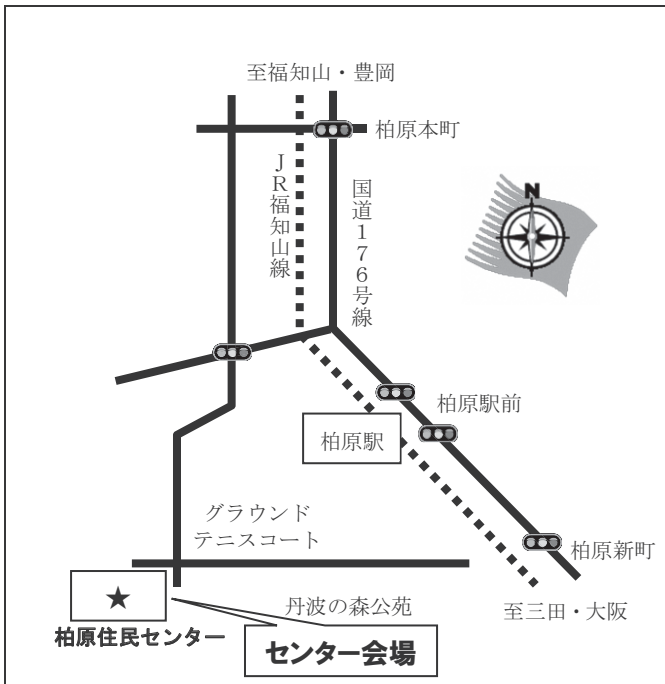 至福知山・豊岡
柏原本町
JR福知山線
国道176号線
N
柏原駅前
柏原駅
グラウンド
テニスコート
柏原新町
丹波の森公苑
至三田・大阪
★
柏原住民センター
センター会場